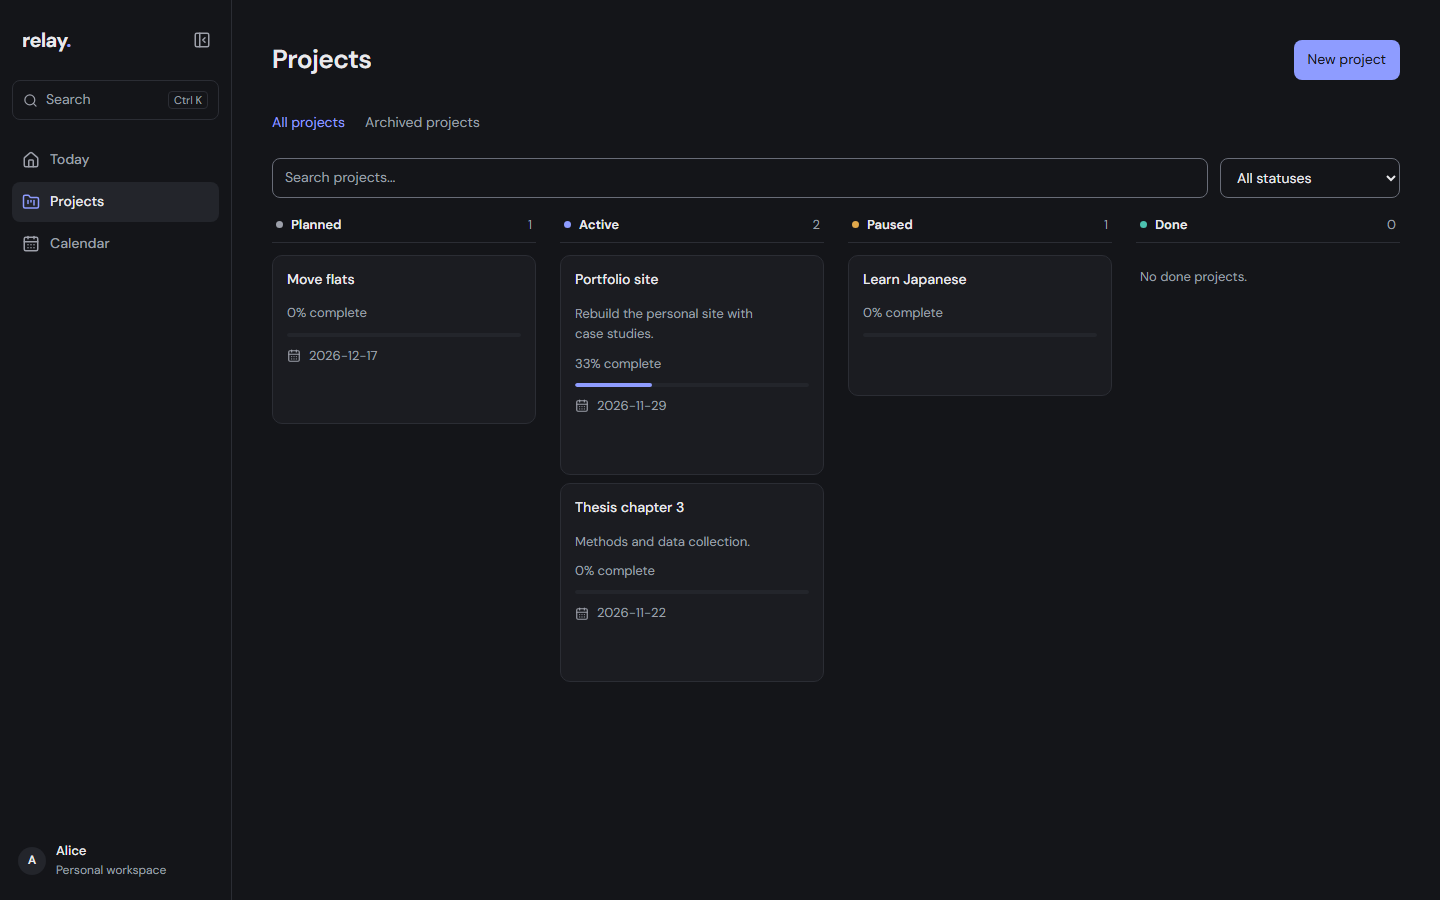 relay.
Search
Ctrl K
Today
Projects
Calendar
A
Alice
Personal workspace
Projects
New project
All projects
Archived projects
Search projects...
All statuses
Planned
1
Move flats
0% complete
2026-12-17
Active
2
Portfolio site
Rebuild the personal site with
case studies.
33% complete
2026-11-29
Thesis chapter 3
Methods and data collection.
0% complete
2026-11-22
Paused
1
Learn Japanese
0% complete
Done
0
No done projects.